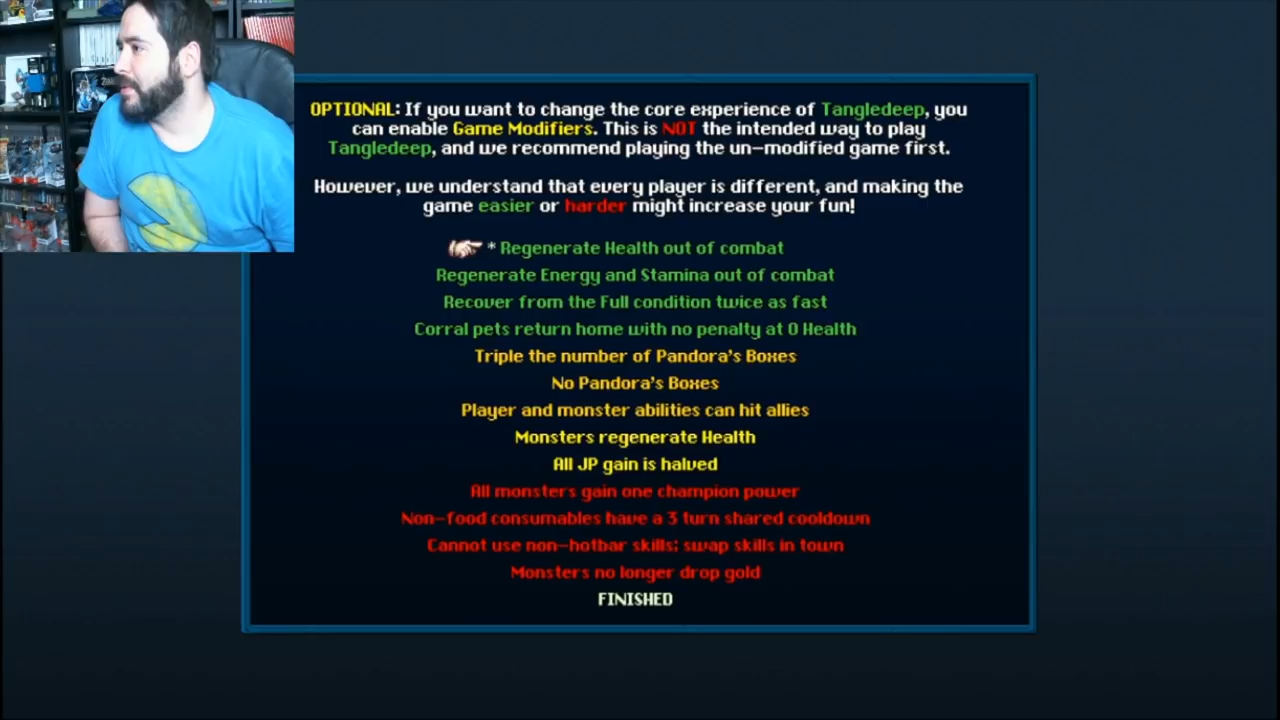 OPTIONAL: If you want to change the core experience of Tangledeep, you
can enable Game Modifiers. This is NOT the intended way to play
Tangledeep, and we recommend playing the un-modified game first.
However, we understand that every player is different, and making the
game easier or harder might increase your fun!
* Regenerate Health out of combat
Regenerate Energy and Stamina out of combat
Recover from the Full condition twice as fast
Corral pets return home with no penalty at 0 Health
Triple the number of Pandora's Boxes
No Pandora's Boxes
Player and monster abilities can hit allies
Monsters regenerate Health
All JP gain is halved
All monsters gain one champion power
Non-food consumables have a 3 turn shared cooldown
Cannot use non-hotbar skills; swap skills in town
Monsters no longer drop gold
FINISHED